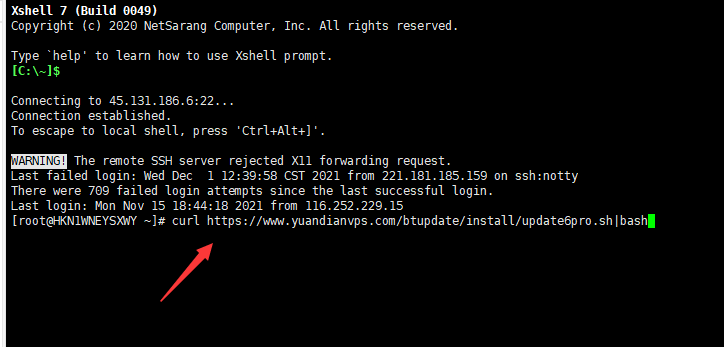 Xshell 7 (Build 0049)
Copyright (c) 2020 NetSarang Computer, Inc. All rights reserved.
Type `help' to learn how to use Xshell prompt.
[C:\~]$
Connecting to 45.131.186.6:22...
Connection established.
To escape to local shell, press 'Ctrl+Alt+]'.
WARNING! The remote SSH server rejected X11 forwarding request.
Last failed login: Wed Dec  1 12:39:58 CST 2021 from 221.181.185.159 on ssh:notty
There were 709 failed login attempts since the last successful login.
Last login: Mon Nov 15 18:44:18 2021 from 116.252.229.15
[root@HKN1WNEYSXWY ~]# curl https://www.yuandianvps.com/btupdate/install/update6pro.sh|bash